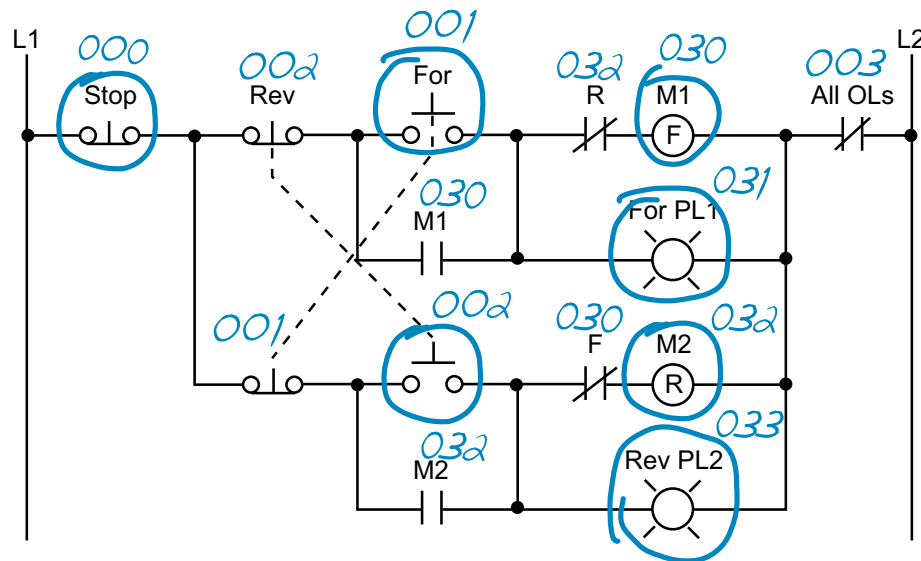 L1 000 001 030 L2
002 For 032 003
Stop Rev R M1 All OLs
F
030 031
M1 For PL1
001 002 030 032
F M2
R
032 033
M2 Rev PL2